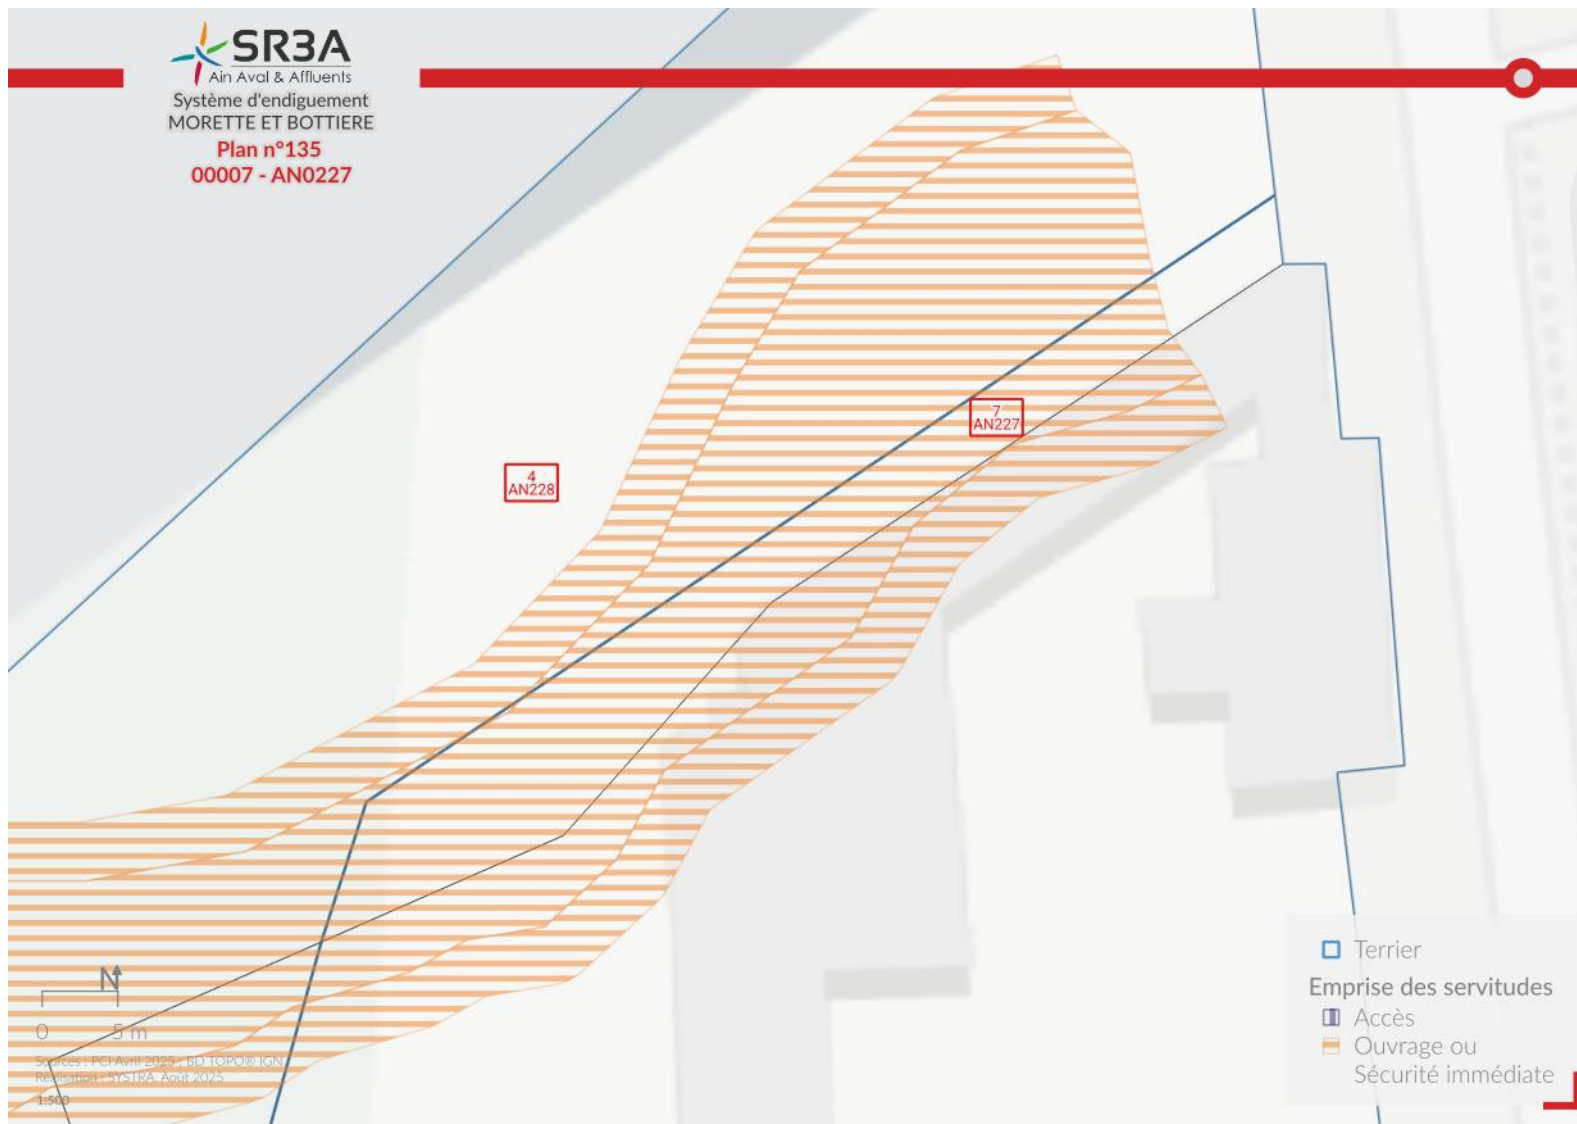 SR3A
Ain Aval & Affluents
Système d'endiguement
MORETTE ET BOTTIERE
Plan n°135
00007 - AN0227
7
AN227
4
AN228
N
0 5 m
Sources : PCI Avril 2025 ; BD TOPO® IGN
Réalisation : SYSTRA, Août 2025
1:500
Terrier
Emprise des servitudes
Accès
Ouvrage ou
Sécurité immédiate